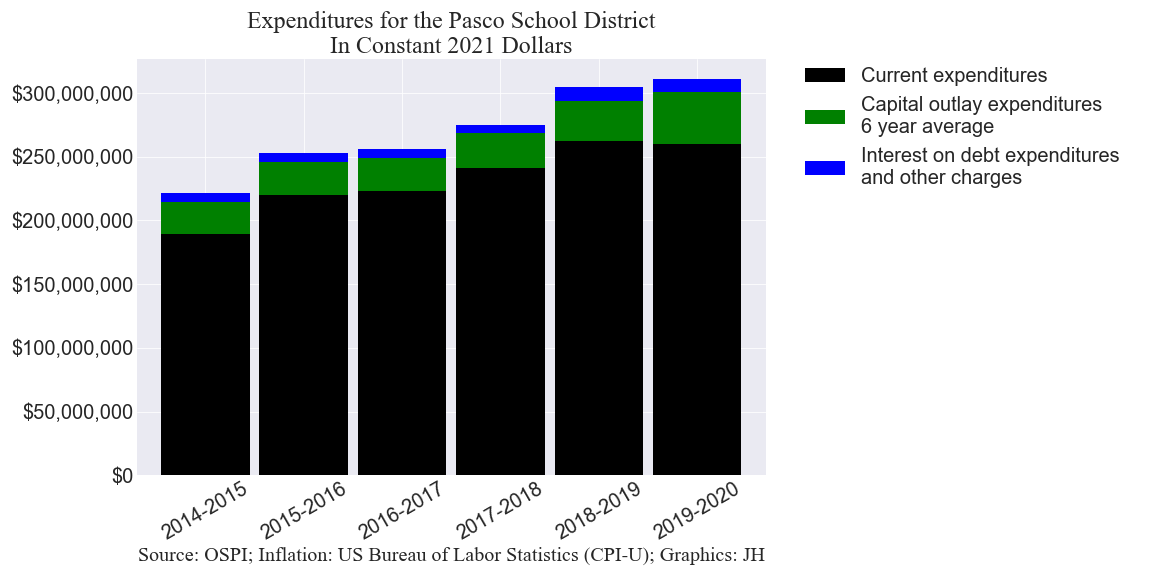 Expenditures for the Pasco School District
In Constant 2021 Dollars
$300,000,000
$250,000,000
$200,000,000
$150,000,000
$100,000,000
$50,000,000
$0
2014-2015
2015-2016
2016-2017
2017-2018
2018-2019
2019-2020
Source: OSPI; Inflation: US Bureau of Labor Statistics (CPI-U); Graphics: JH
Current expenditures
Capital outlay expenditures
6 year average
Interest on debt expenditures
and other charges